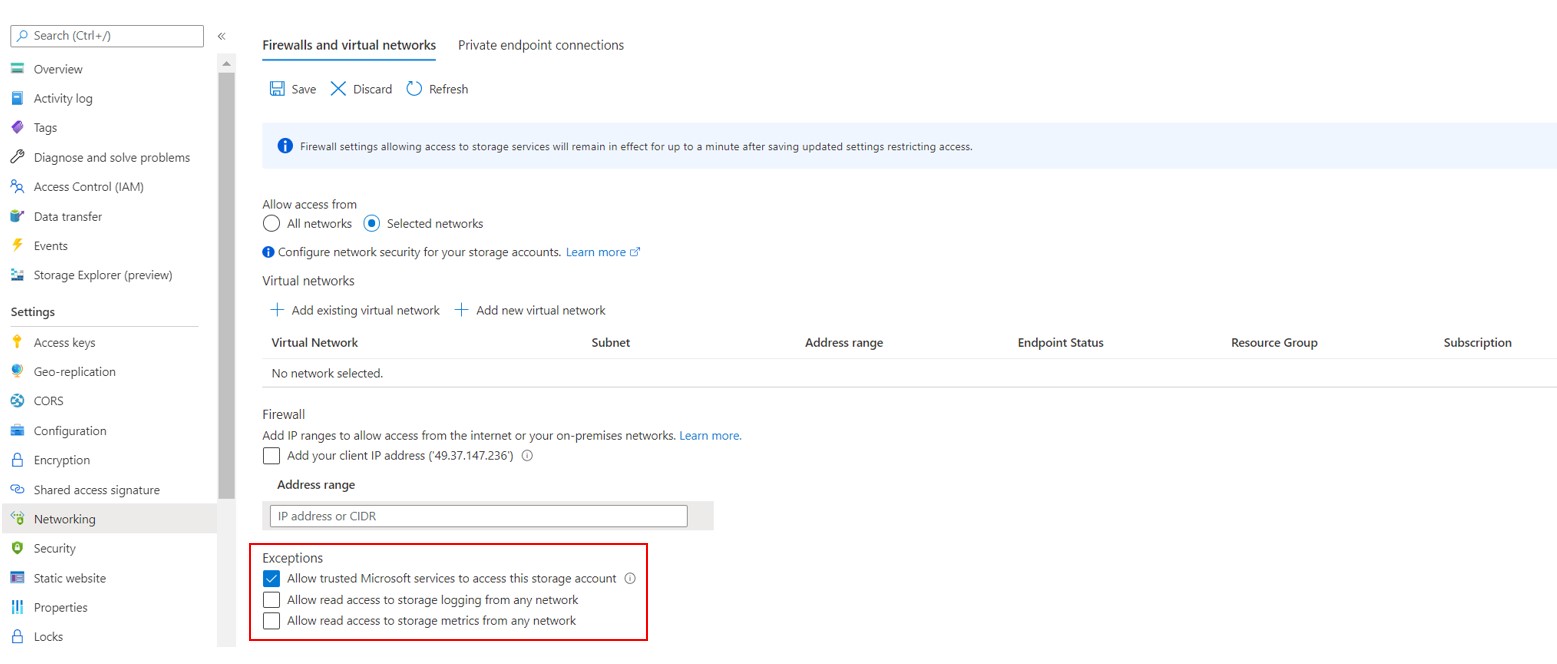 Search (Ctrl+/)
«
Overview
Activity log
Tags
Diagnose and solve problems
Access Control (IAM)
Data transfer
Events
Storage Explorer (preview)
Settings
Access keys
Geo-replication
CORS
Configuration
Encryption
Shared access signature
Networking
Security
Static website
Properties
Locks
Firewalls and virtual networks Private endpoint connections
Save Discard Refresh
Firewall settings allowing access to storage services will remain in effect for up to a minute after saving updated settings restricting access.
Allow access from
All networks Selected networks
Configure network security for your storage accounts. Learn more
Virtual networks
Add existing virtual network Add new virtual network
Virtual Network Subnet Address range Endpoint Status Resource Group Subscription
No network selected.
Firewall
Add IP ranges to allow access from the internet or your on-premises networks. Learn more.
Add your client IP address ('49.37.147.236')
Address range
IP address or CIDR
Exceptions
Allow trusted Microsoft services to access this storage account
Allow read access to storage logging from any network
Allow read access to storage metrics from any network